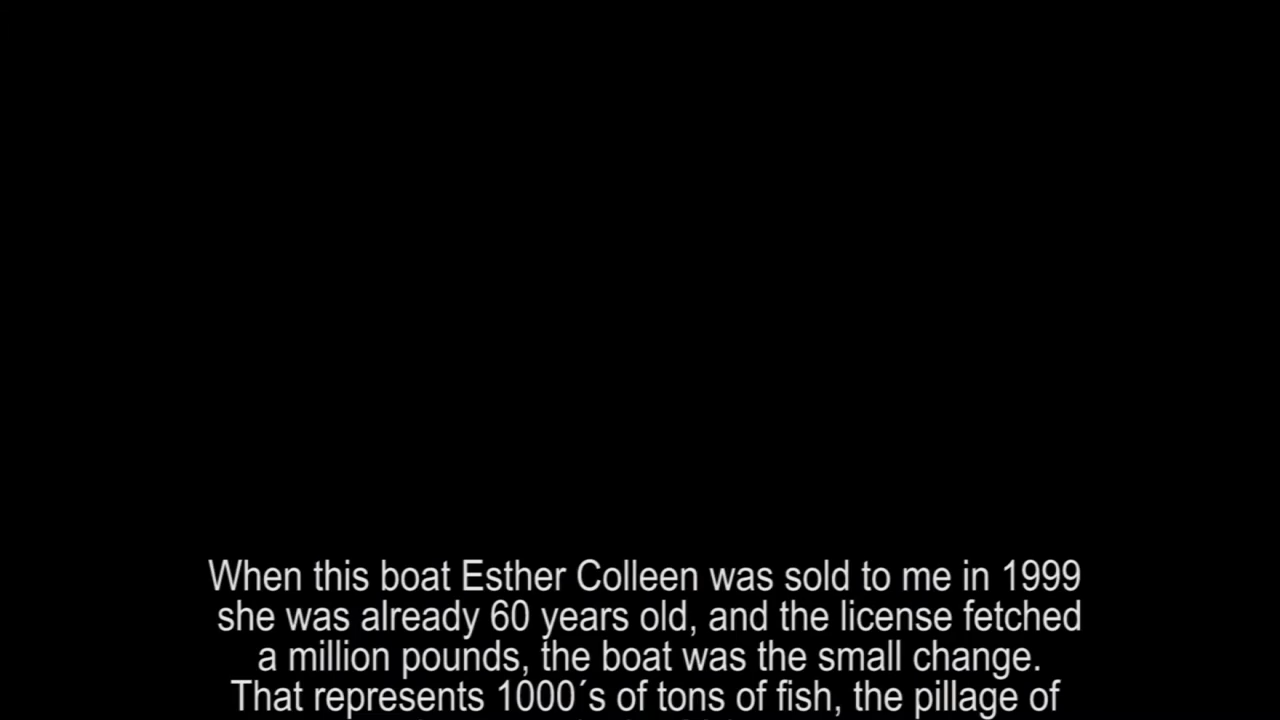 When this boat Esther Colleen was sold to me in 1999
she was already 60 years old, and the license fetched
a million pounds, the boat was the small change.
That represents 1000´s of tons of fish, the pillage of